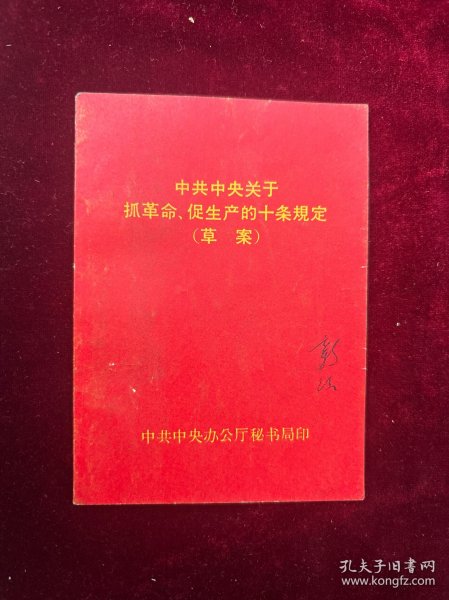 中共中央关于
抓革命、促生产的十条規定
（草 案）
中共中央办公厅秘书局印
孔夫子旧书网
www.kongfz.com